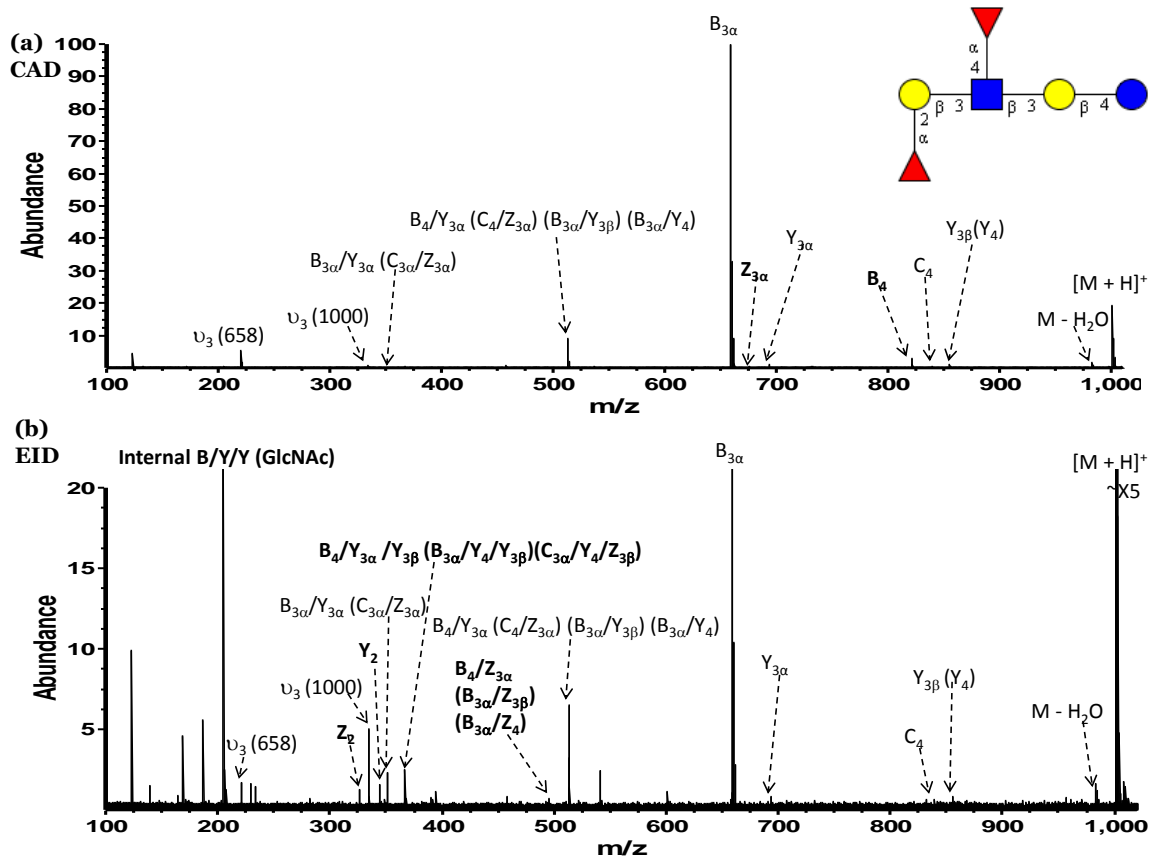 (a)
CAD
100
90
80
70
60
50
40
30
20
10
Abundance
B3α
B4/Y3α (C4/Z3α) (B3α/Y3β) (B3α/Y4)
B3α/Y3α (C3α/Z3α)
υ3 (1000)
υ3 (658)
Z3α
Y3α
B4
C4
Y3β(Y4)
[M + H]+
M - H2O
α
4
β 3 β 3 β 4
2
α
100 200 300 400 500 600 700 800 900 1,000
m/z
(b)
EID
Internal B/Y/Y (GlcNAc)
B3α
[M + H]+
~X5
20
15
10
5
Abundance
B4/Y3α /Y3β (B3α/Y4/Y3β)(C3α/Y4/Z3β)
B3α/Y3α (C3α/Z3α)
B4/Y3α (C4/Z3α) (B3α/Y3β) (B3α/Y4)
Y2
B4/Z3α
(B3α/Z3β)
(B3α/Z4)
υ3 (1000)
Z2
υ3 (658)
Y3α
Y3β (Y4)
C4
M - H2O
100 200 300 400 500 600 700 800 900 1,000
m/z